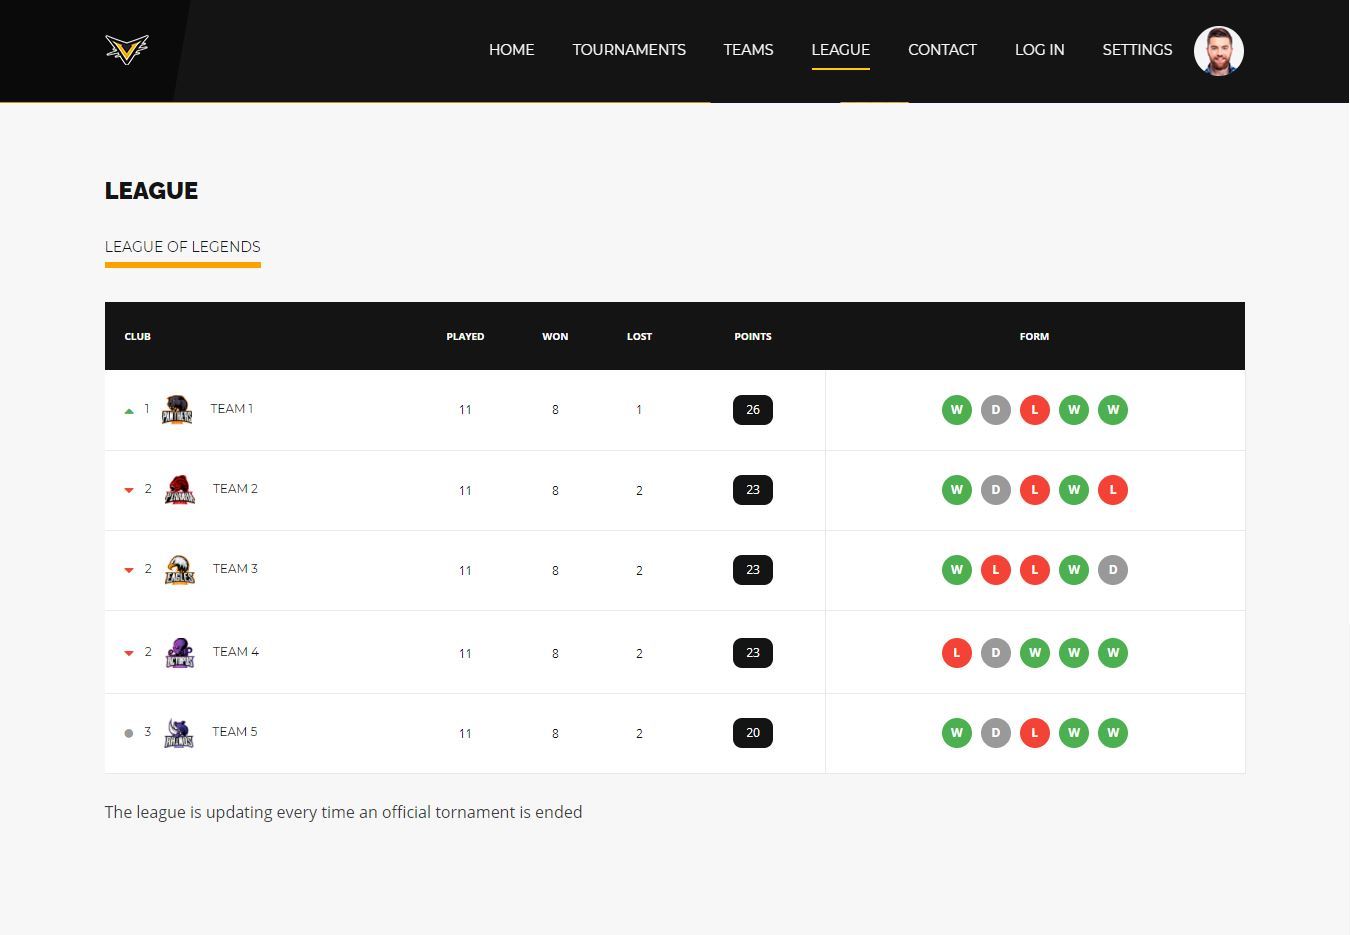 HOME TOURNAMENTS TEAMS LEAGUE CONTACT LOG IN SETTINGS
LEAGUE
LEAGUE OF LEGENDS
CLUB PLAYED WON LOST POINTS FORM
1 PANTHERS TEAM 1 11 8 1 26 W D L W W
2 TEAM 2 11 8 2 23 W D L W L
2 EAGLES TEAM 3 11 8 2 23 W L L W D
2 OCTOPUS TEAM 4 11 8 2 23 L D W W W
3 RHINOS TEAM 5 11 8 2 20 W D L W W
The league is updating every time an official tornament is ended